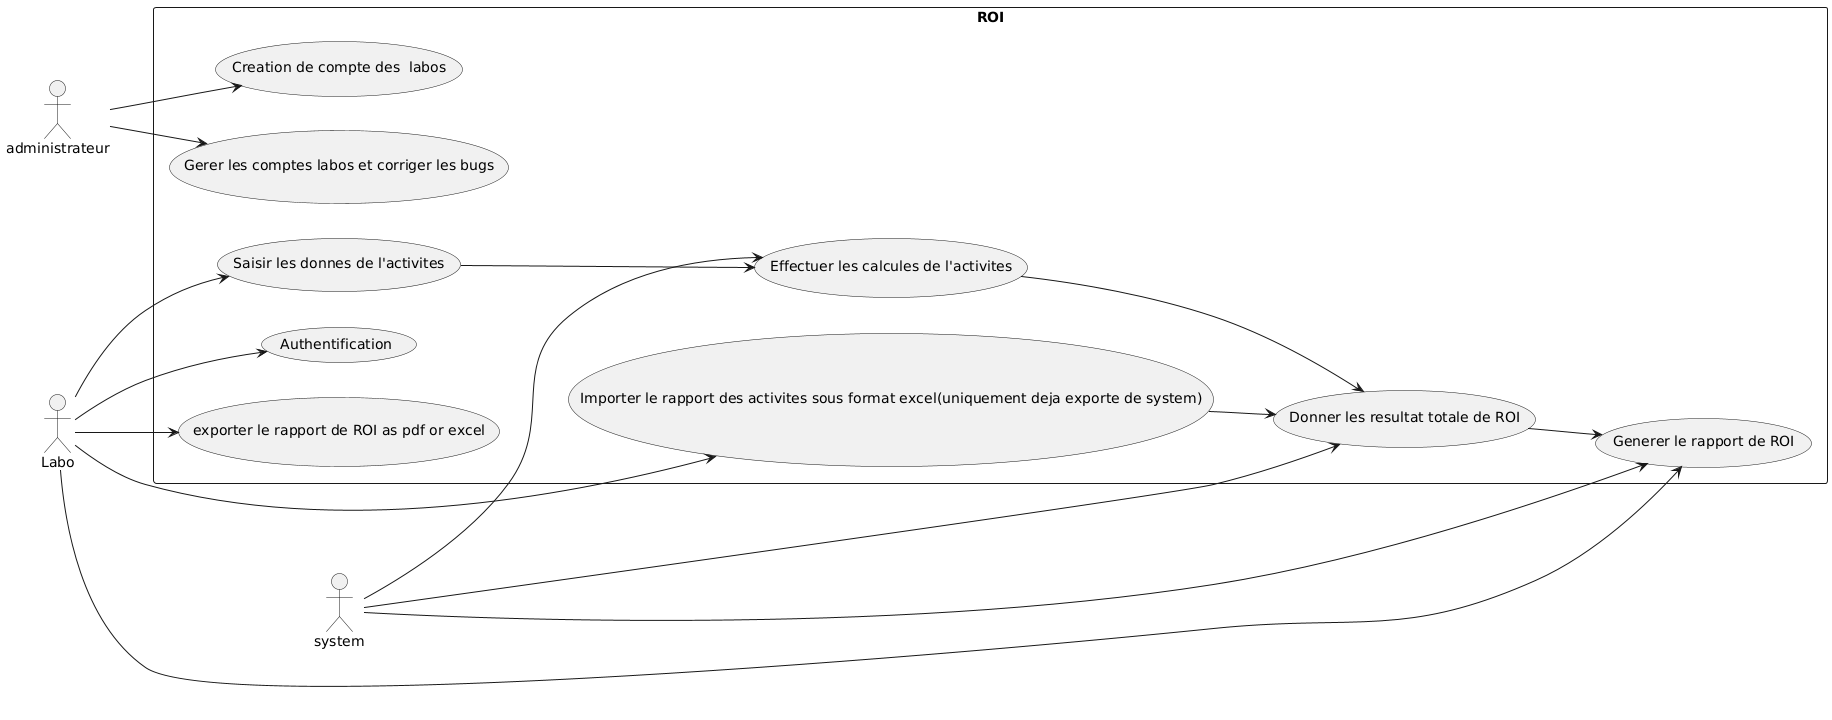 ROI
Creation de compte des  labos
administrateur
Gerer les comptes labos et corriger les bugs
Saisir les donnes de l'activites
Effectuer les calcules de l'activites
Authentification
Importer le rapport des activites sous format excel(uniquement deja exporte de system)
Donner les resultat totale de ROI
exporter le rapport de ROI as pdf or excel
Generer le rapport de ROI
Labo
system